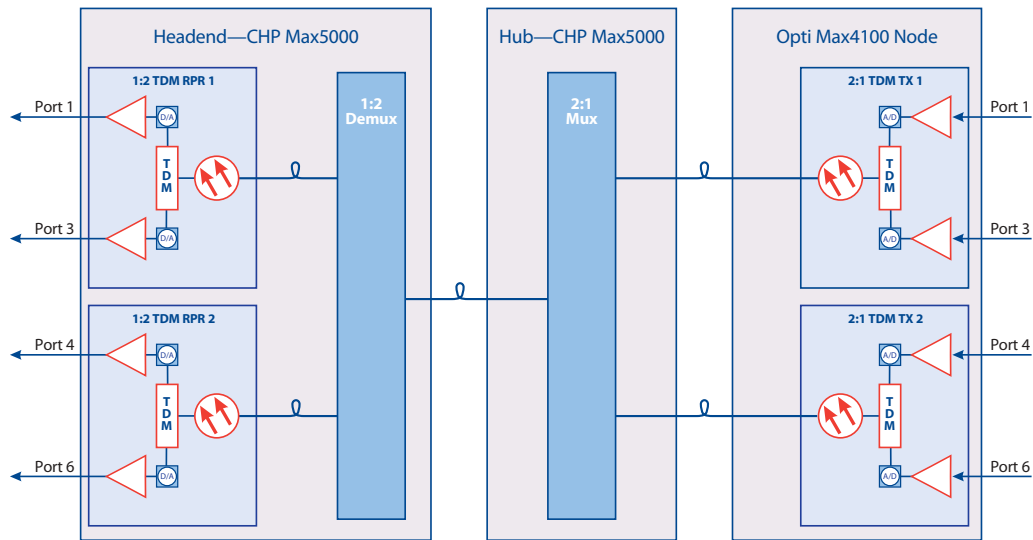 Headend—CHP Max5000
1:2 TDM RPR 1
Port 1
D/A
TDM
Port 3
D/A
1:2 TDM RPR 2
Port 4
D/A
TDM
Port 6
D/A
1:2
Demux
Hub—CHP Max5000
2:1
Mux
Opti Max4100 Node
2:1 TDM TX 1
A/D
Port 1
TDM
A/D
Port 3
2:1 TDM TX 2
A/D
Port 4
TDM
A/D
Port 6